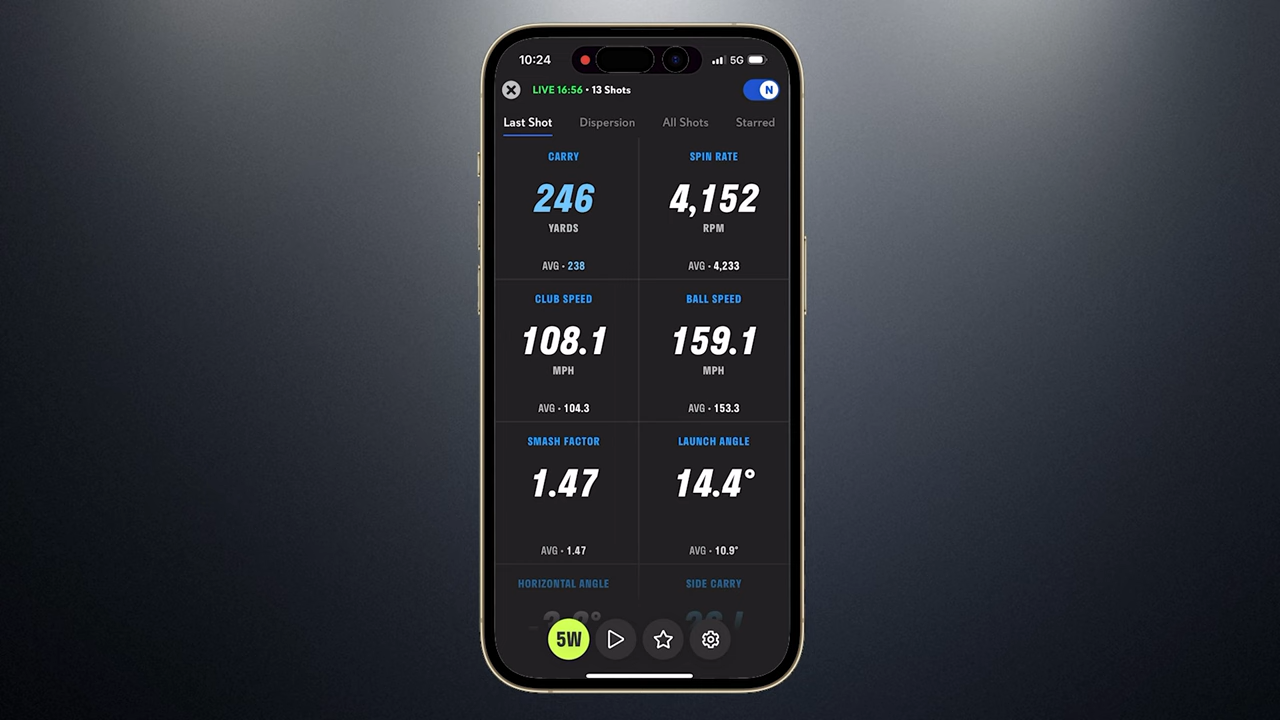 10:24 5G
LIVE 16:56 • 13 Shots N
Last Shot Dispersion All Shots Starred
CARRY SPIN RATE
246 4,152
YARDS RPM
AVG • 238 AVG • 4,233
CLUB SPEED BALL SPEED
108.1 159.1
MPH MPH
AVG • 104.3 AVG • 153.3
SMASH FACTOR LAUNCH ANGLE
1.47 14.4°
AVG • 1.47 AVG • 10.9°
HORIZONTAL ANGLE SIDE CARRY
5W